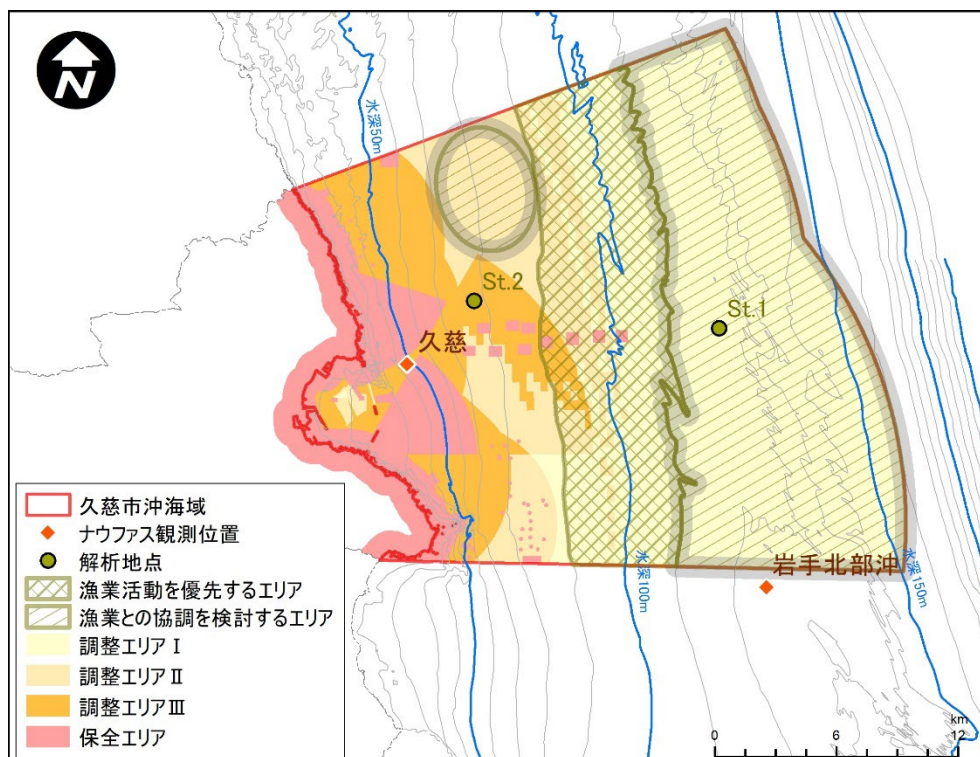 N
水深50m
St.2
St.1
久慈
岩手北部沖
水深100m
水深150m
久慈市沖海域
ナウファス観測位置
解析地点
漁業活動を優先するエリア
漁業との協調を検討するエリア
調整エリアⅠ
調整エリアⅡ
調整エリアⅢ
保全エリア
km
0 6 12